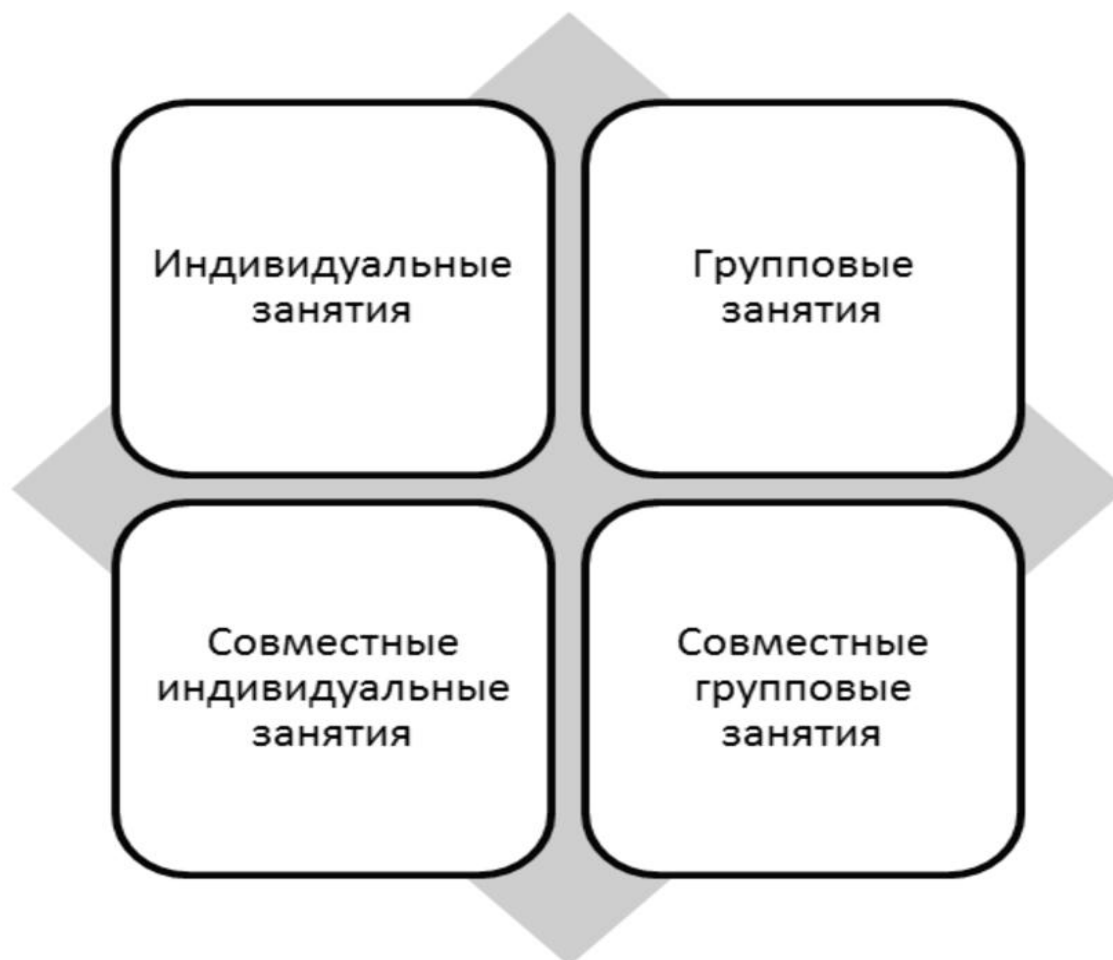 Индивидуальные
занятия
Групповые
занятия
Совместные
индивидуальные
занятия
Совместные
групповые
занятия